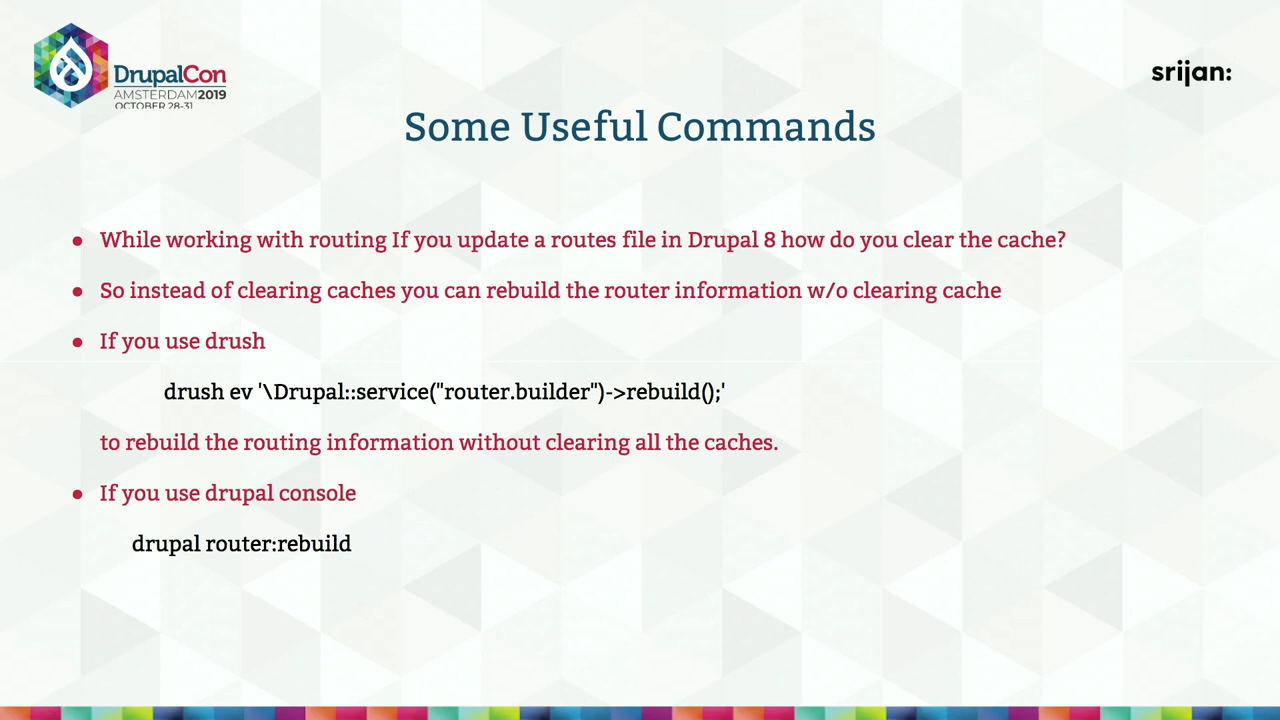 DrupalCon
AMSTERDAM2019
OCTOBER 28-31
srijan:
Some Useful Commands
● While working with routing If you update a routes file in Drupal 8 how do you clear the cache?
● So instead of clearing caches you can rebuild the router information w/o clearing cache
● If you use drush
drush ev '\Drupal::service("router.builder")->rebuild();'
to rebuild the routing information without clearing all the caches.
● If you use drupal console
drupal router:rebuild